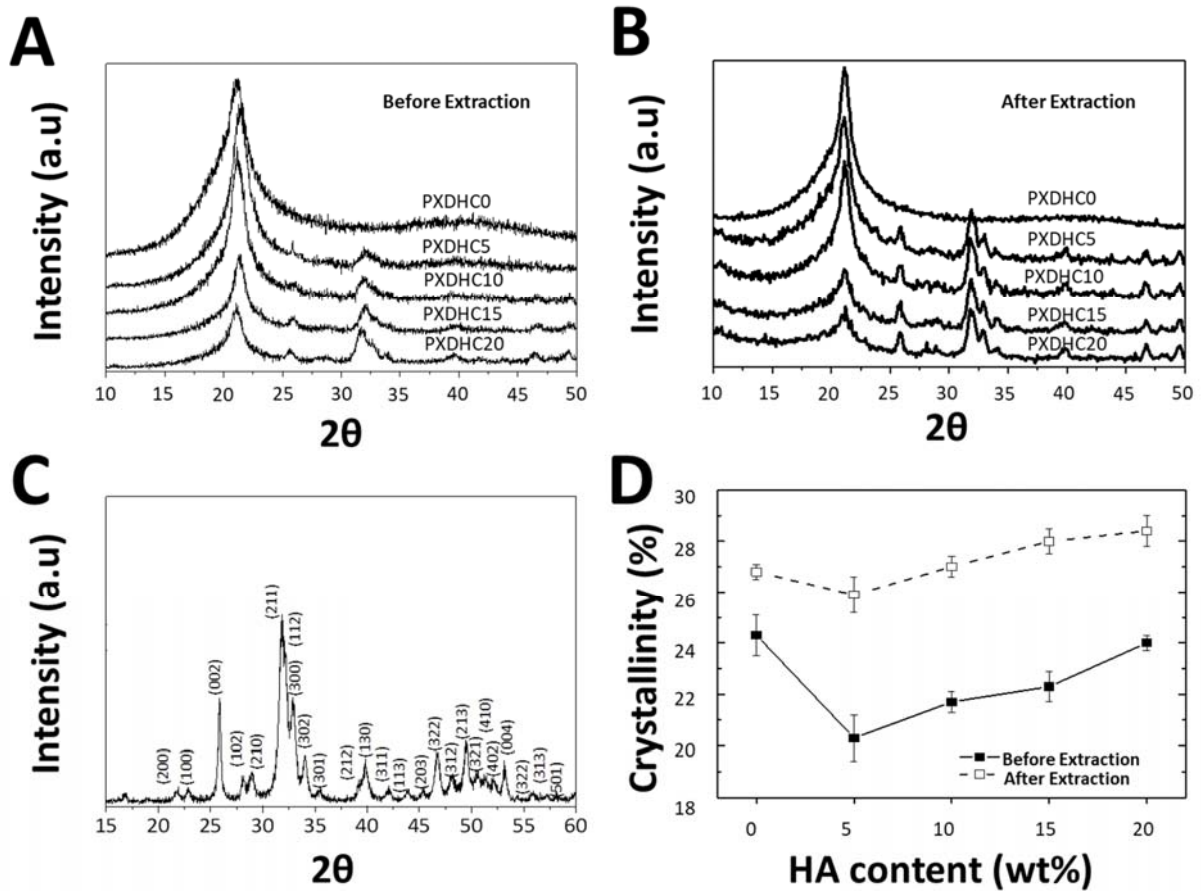 A
Before Extraction
PXDHC0
PXDHC5
PXDHC10
PXDHC15
PXDHC20
Intensity (a.u)
10 15 20 25 30 35 40 45 50
2θ
B
After Extraction
PXDHC0
PXDHC5
PXDHC10
PXDHC15
PXDHC20
Intensity (a.u)
10 15 20 25 30 35 40 45 50
2θ
C
Intensity (a.u)
(200)
(100)
(002)
(102)
(210)
(211)
(112)
(300)
(302)
(301)
(212)
(130)
(311)
(113)
(203)
(322)
(312)
(213)
(321)
(410)
(402)
(004)
(322)
(313)
(501)
15 20 25 30 35 40 45 50 55 60
2θ
D
Crystallinity (%)
30
28
26
24
22
20
18
Before Extraction
After Extraction
0 5 10 15 20
HA content (wt%)